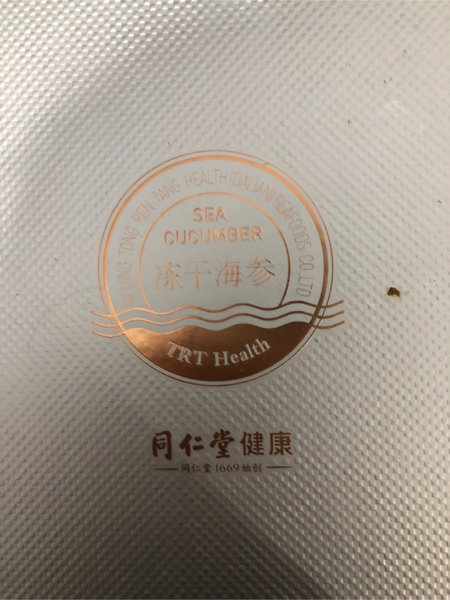 BEIJING TONG REN TANG HEALTH (DALIAN) SEAFOODS CO.,LTD
SEA
CUCUMBER
冻干海参
TRT Health
同仁堂健康
同仁堂1669始创